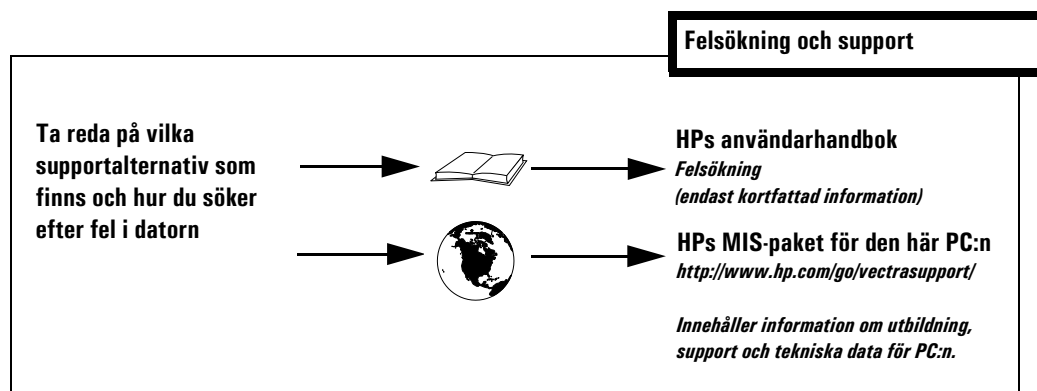 Felsökning och support
Ta reda på vilka
supportalternativ som
finns och hur du söker
efter fel i datorn
HPs användarhandbok
Felsökning
(endast kortfattad information)
HPs MIS-paket för den här PC:n
http://www.hp.com/go/vectrasupport/
Innehåller information om utbildning,
support och tekniska data för PC:n.